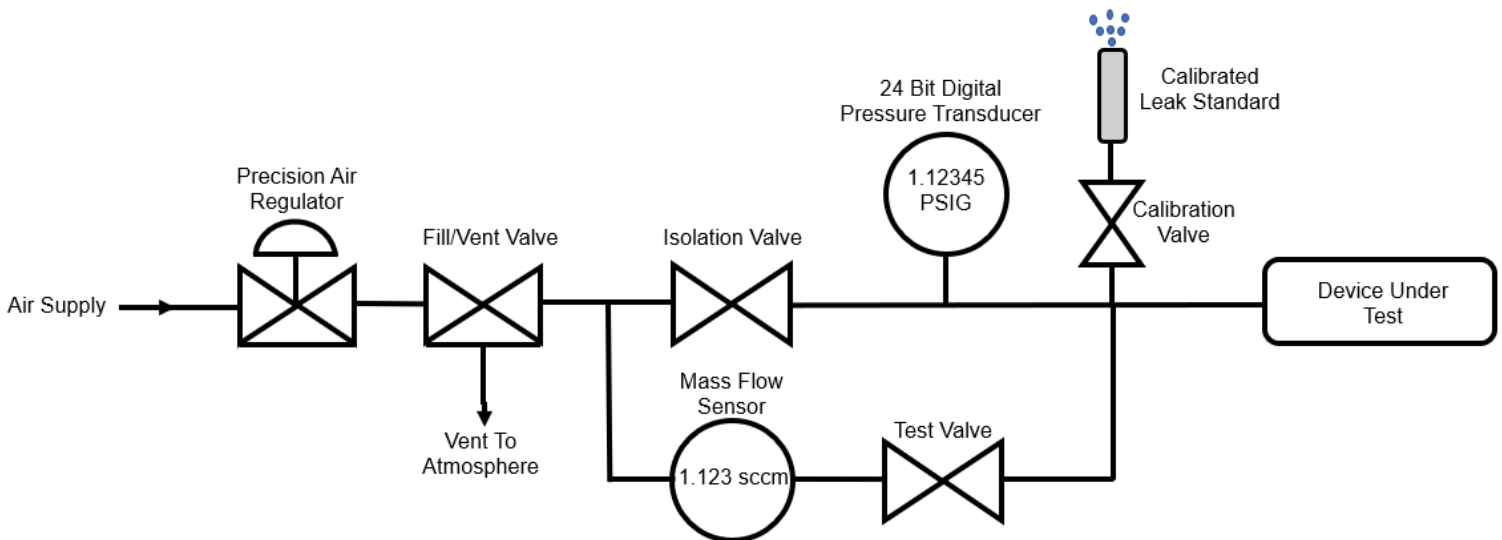 24 Bit Digital
Pressure Transducer
1.12345
PSIG
Calibrated
Leak Standard
Calibration
Valve
Precision Air
Regulator
Fill/Vent Valve
Isolation Valve
Air Supply
Device Under
Test
Vent To
Atmosphere
Mass Flow
Sensor
1.123 sccm
Test Valve